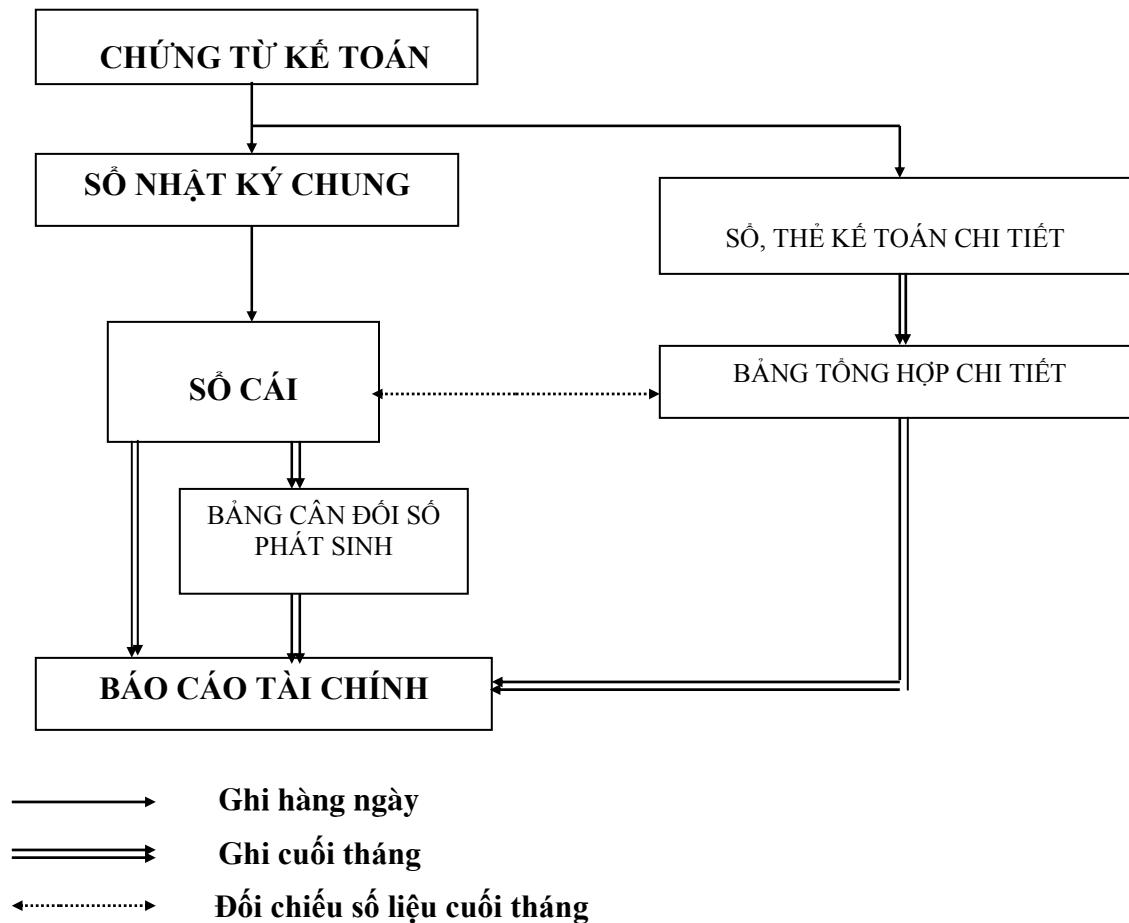 CHỨNG TỪ KẾ TOÁN
SỔ NHẬT KÝ CHUNG
SỔ, THẺ KẾ TOÁN CHI TIẾT
SỔ CÁI
BẢNG TỔNG HỢP CHI TIẾT
BẢNG CÂN ĐỐI SỐ
PHÁT SINH
BÁO CÁO TÀI CHÍNH
Ghi hàng ngày
Ghi cuối tháng
Đối chiếu số liệu cuối tháng